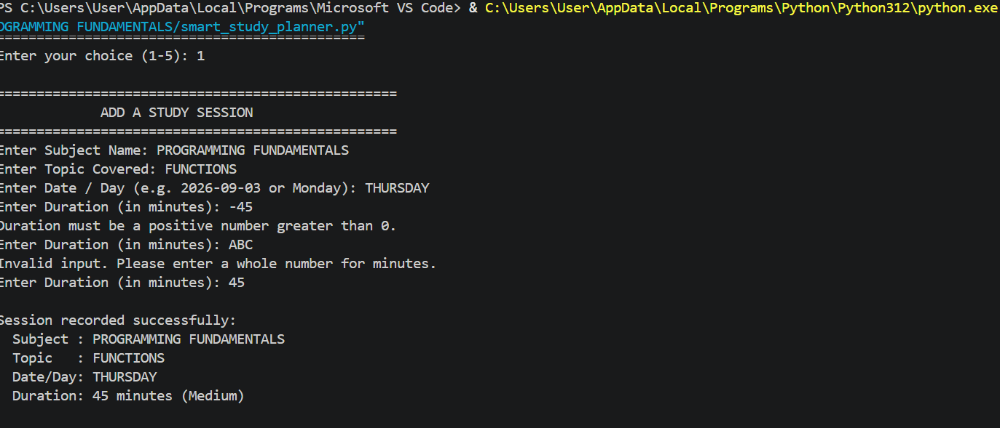 PS C:\Users\User\AppData\Local\Programs\Microsoft VS Code> & C:\Users\User\AppData\Local\Programs\Python\Python312\python.exe
OGRAMMING FUNDAMENTALS/smart_study_planner.py"
==================================================
Enter your choice (1-5): 1
==================================================
ADD A STUDY SESSION
==================================================
Enter Subject Name: PROGRAMMING FUNDAMENTALS
Enter Topic Covered: FUNCTIONS
Enter Date / Day (e.g. 2026-09-03 or Monday): THURSDAY
Enter Duration (in minutes): -45
Duration must be a positive number greater than 0.
Enter Duration (in minutes): ABC
Invalid input. Please enter a whole number for minutes.
Enter Duration (in minutes): 45
Session recorded successfully:
Subject : PROGRAMMING FUNDAMENTALS
Topic   : FUNCTIONS
Date/Day: THURSDAY
Duration: 45 minutes (Medium)